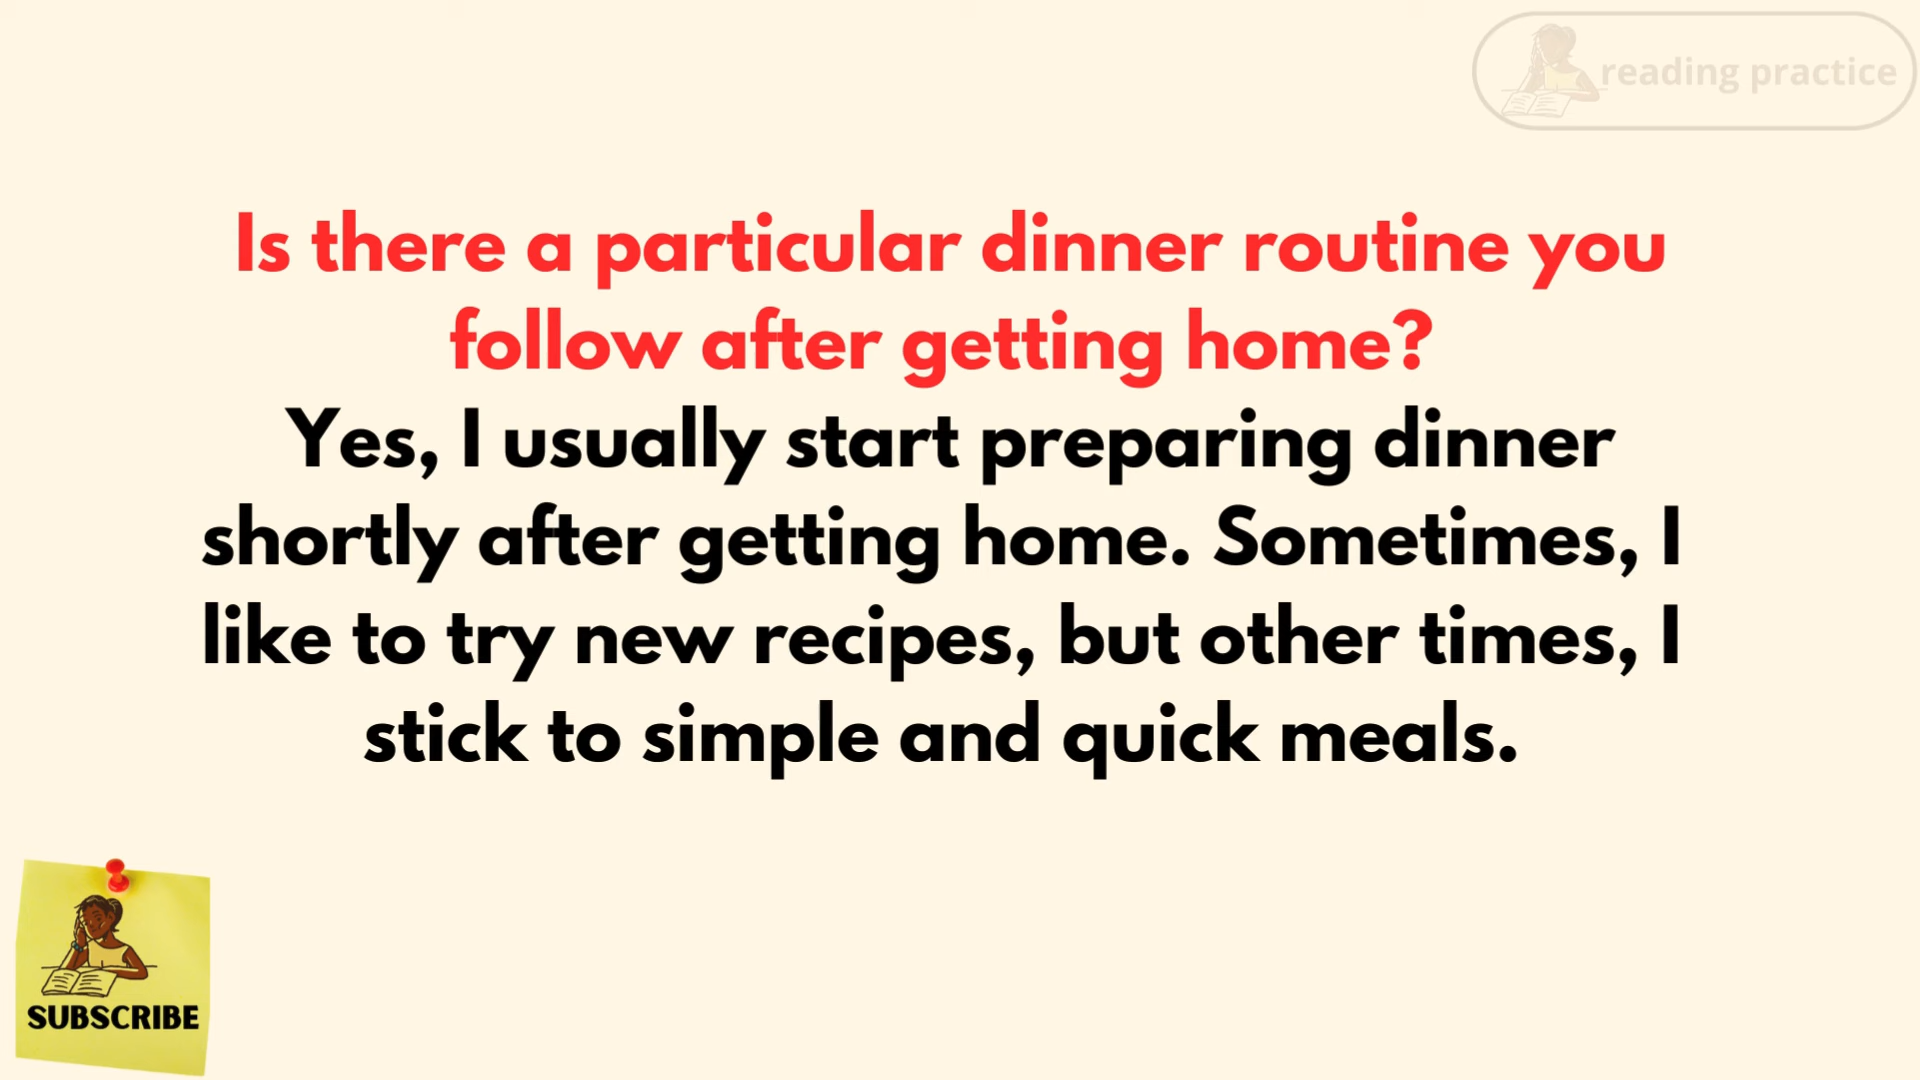 reading practice
Is there a particular dinner routine you
follow after getting home?
Yes, I usually start preparing dinner
shortly after getting home. Sometimes, I
like to try new recipes, but other times, I
stick to simple and quick meals.
SUBSCRIBE